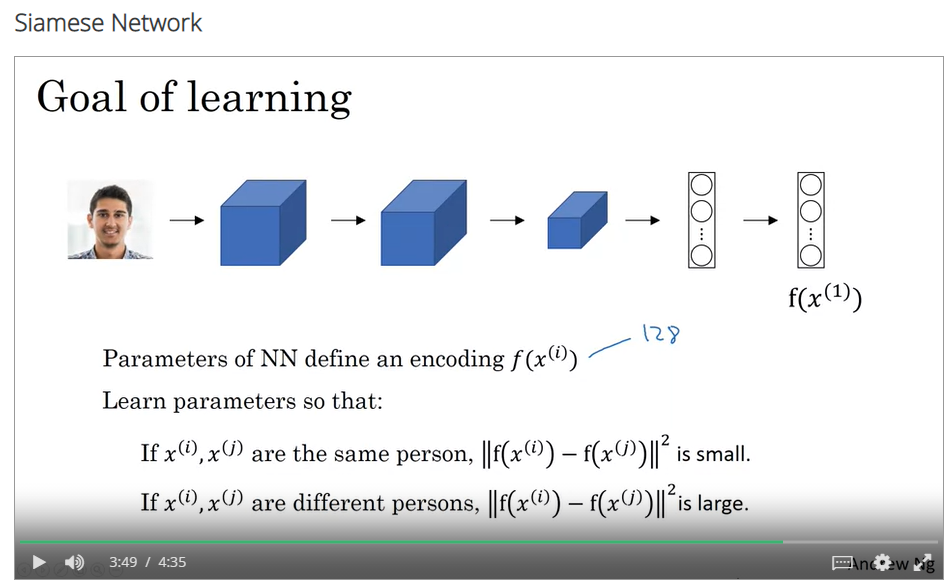 Siamese Network
Goal of learning
f(x⁽¹⁾)
128
Parameters of NN define an encoding f(x⁽ⁱ⁾)
Learn parameters so that:
If x⁽ⁱ⁾, x⁽ʲ⁾ are the same person, ‖f(x⁽ⁱ⁾) − f(x⁽ʲ⁾)‖² is small.
If x⁽ⁱ⁾, x⁽ʲ⁾ are different persons, ‖f(x⁽ⁱ⁾) − f(x⁽ʲ⁾)‖² is large.
3:49 / 4:35
Ng